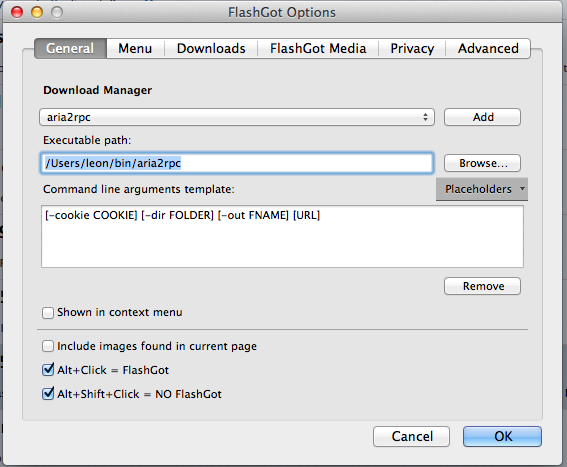 FlashGot Options
General Menu Downloads FlashGot Media Privacy Advanced
Download Manager
aria2rpc Add
Executable path:
/Users/leon/bin/aria2rpc Browse...
Command line arguments template: Placeholders
[-cookie COOKIE] [-dir FOLDER] [-out FNAME] [URL]
Remove
Shown in context menu
Include images found in current page
Alt+Click = FlashGot
Alt+Shift+Click = NO FlashGot
Cancel OK